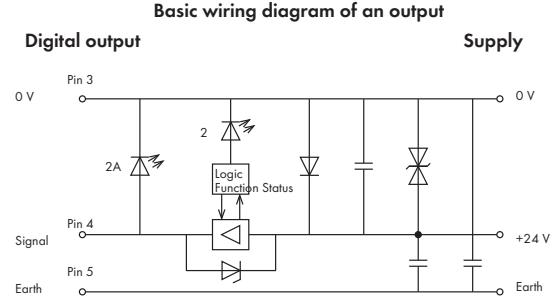 Basic wiring diagram of an output
Digital output
Supply
Pin 3
0 V
0 V
2
2A
Logic
Function Status
Pin 4
Signal
+24 V
Pin 5
Earth
Earth